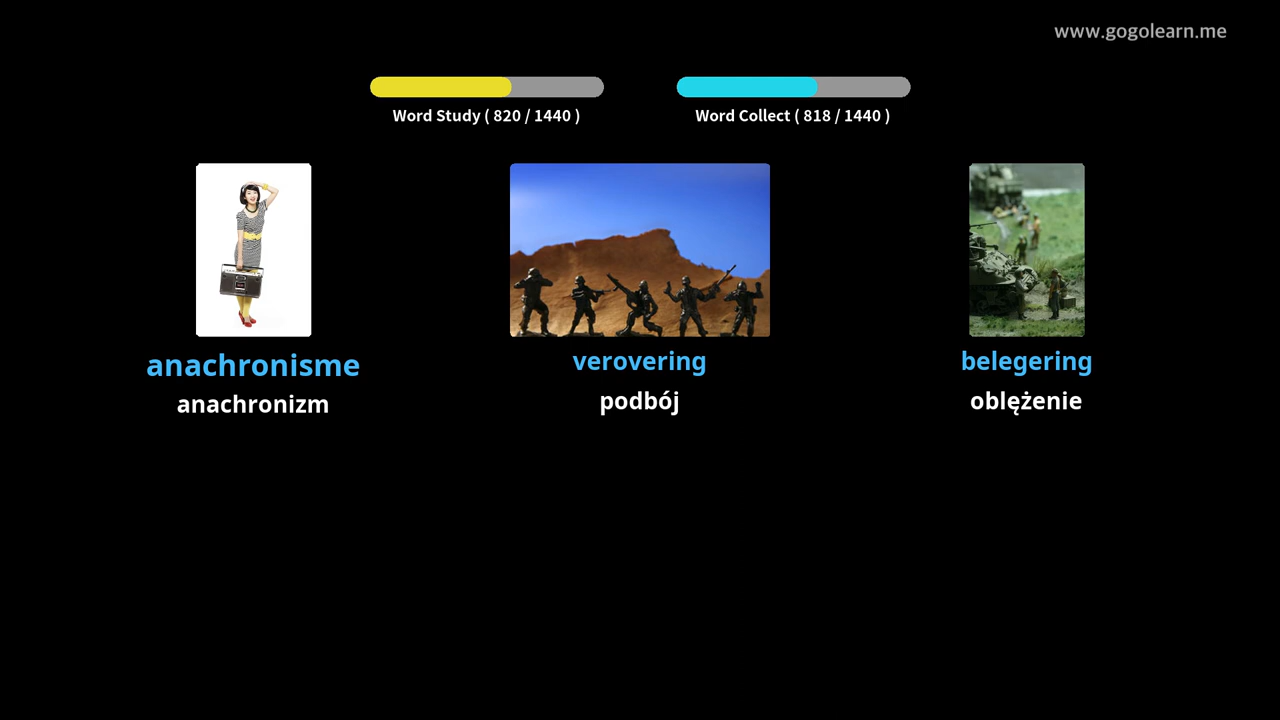 www.gogolearn.me
Word Study ( 820 / 1440 )
Word Collect ( 818 / 1440 )
anachronisme
anachronizm
verovering
podbój
belegering
oblężenie